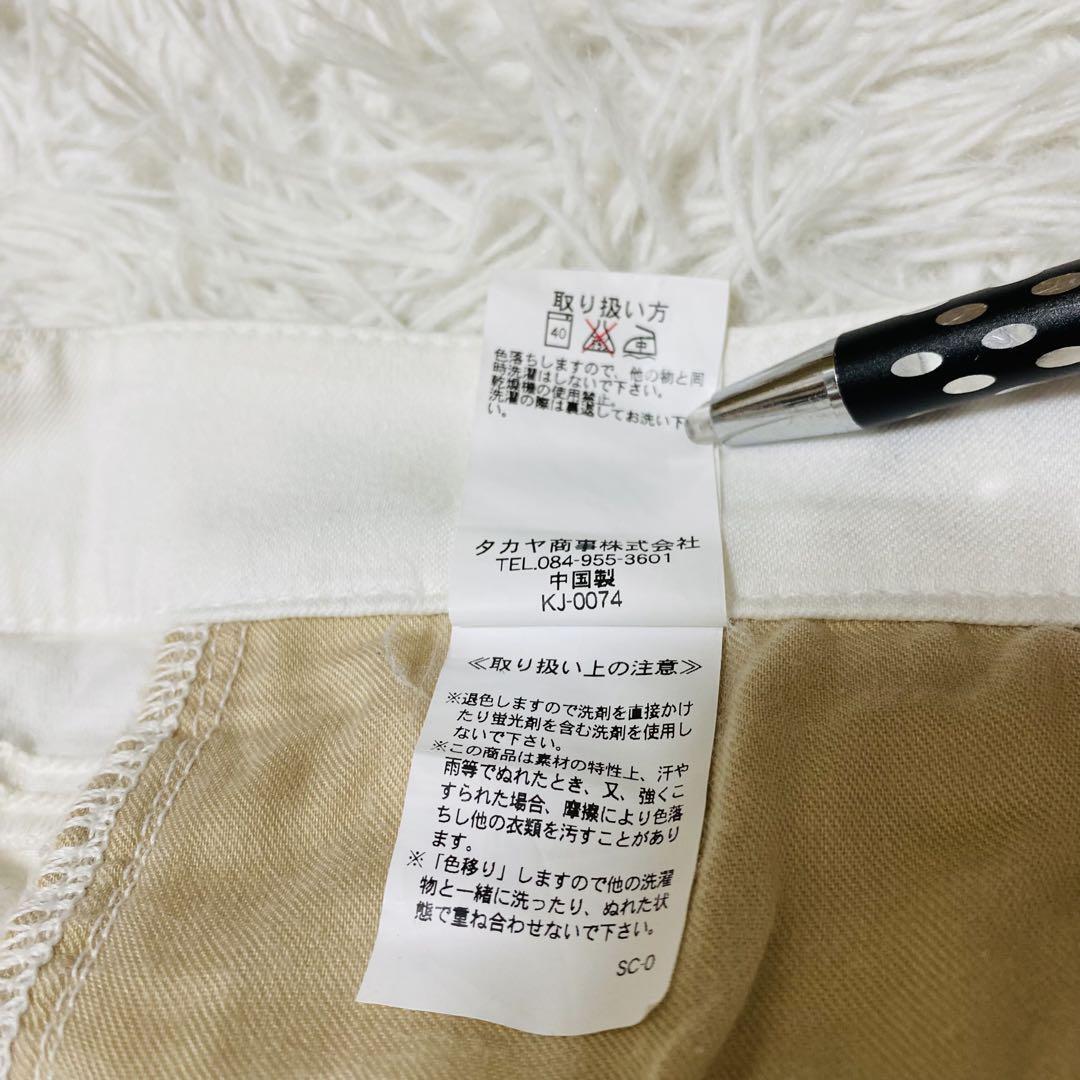 取り扱い方
40 中
色落ちしますので、他の物と同
時洗濯はしないで下さい。
乾燥機の使用禁止。
洗濯の際は裏返してお洗い下
い。
タカヤ商事株式会社
TEL.084-955-3601
中国製
KJ-0074
≪取り扱い上の注意≫
※退色しますので洗剤を直接かけ
たり蛍光剤を含む洗剤を使用し
ないで下さい。
※この商品は素材の特性上、汗や
雨等でぬれたとき、又、強くこ
すられた場合、摩擦により色落
ちし他の衣類を汚すことがあり
ます。
※「色移り」しますので他の洗濯
物と一緒に洗ったり、ぬれた状
態で重ね合わせないで下さい。
SC-0